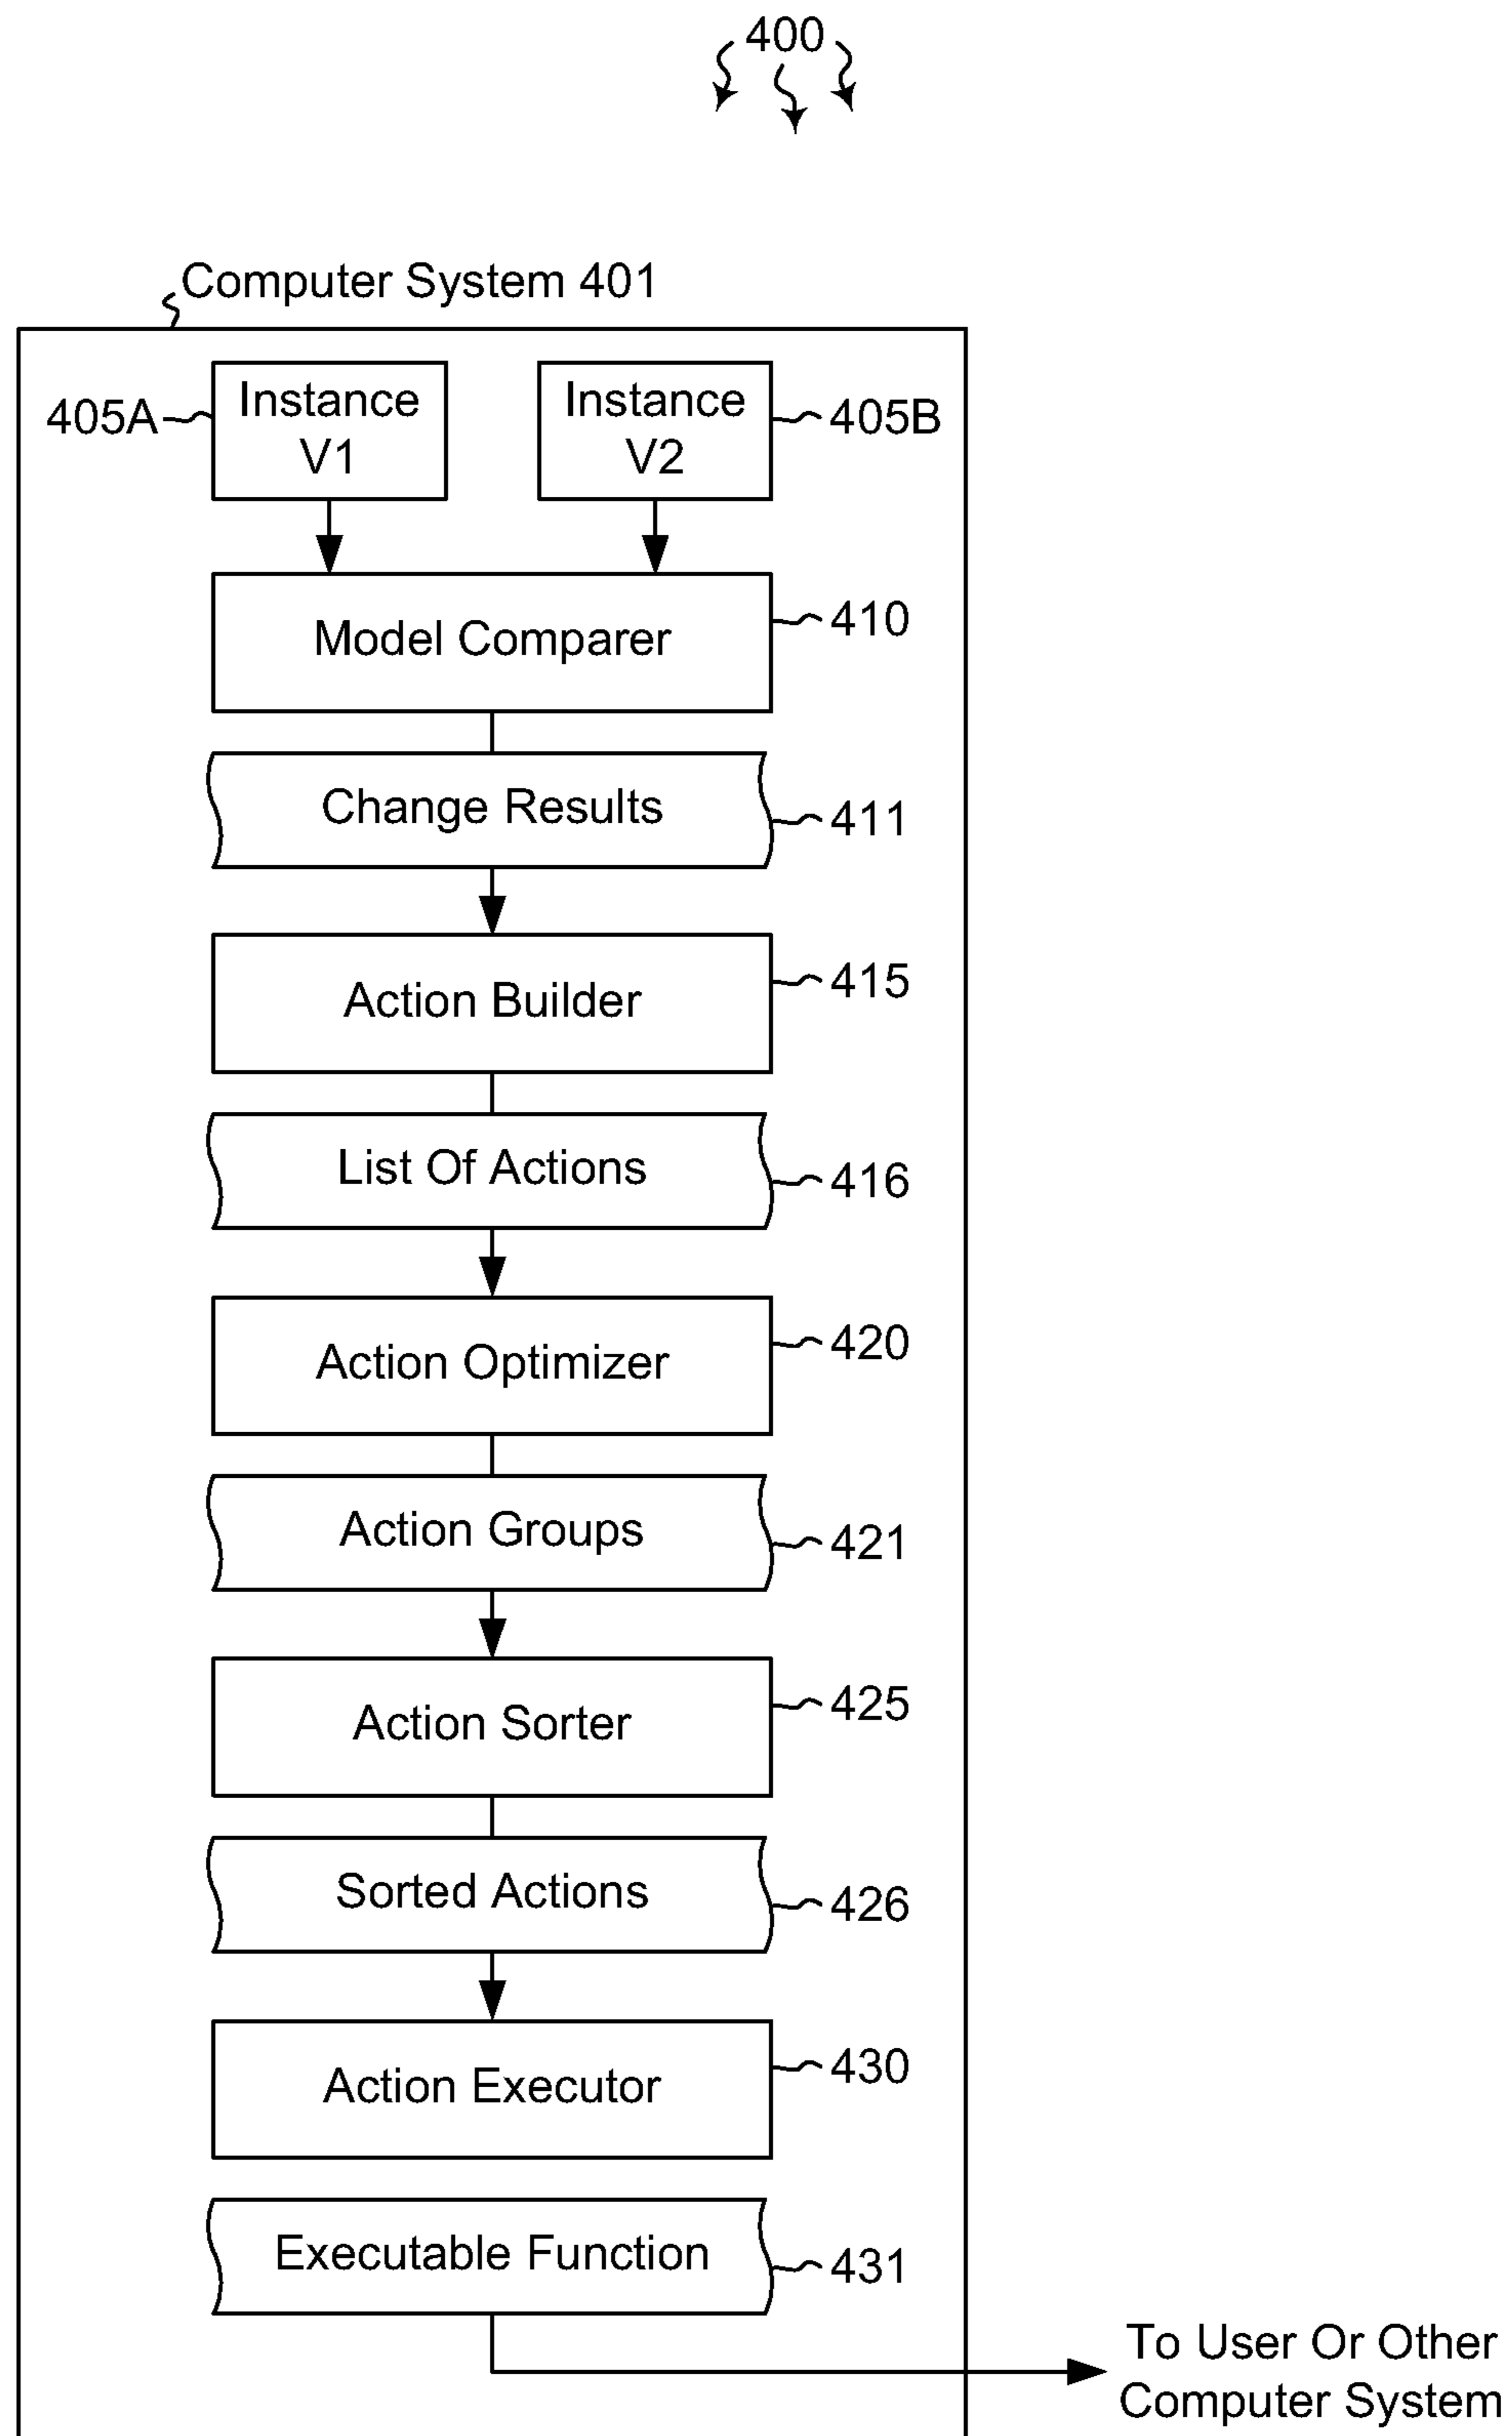 400
Computer System 401
405A
Instance
V1
Instance
V2
405B
Model Comparer
410
Change Results
411
Action Builder
415
List Of Actions
416
Action Optimizer
420
Action Groups
421
Action Sorter
425
Sorted Actions
426
Action Executor
430
Executable Function
431
To User Or Other
Computer System